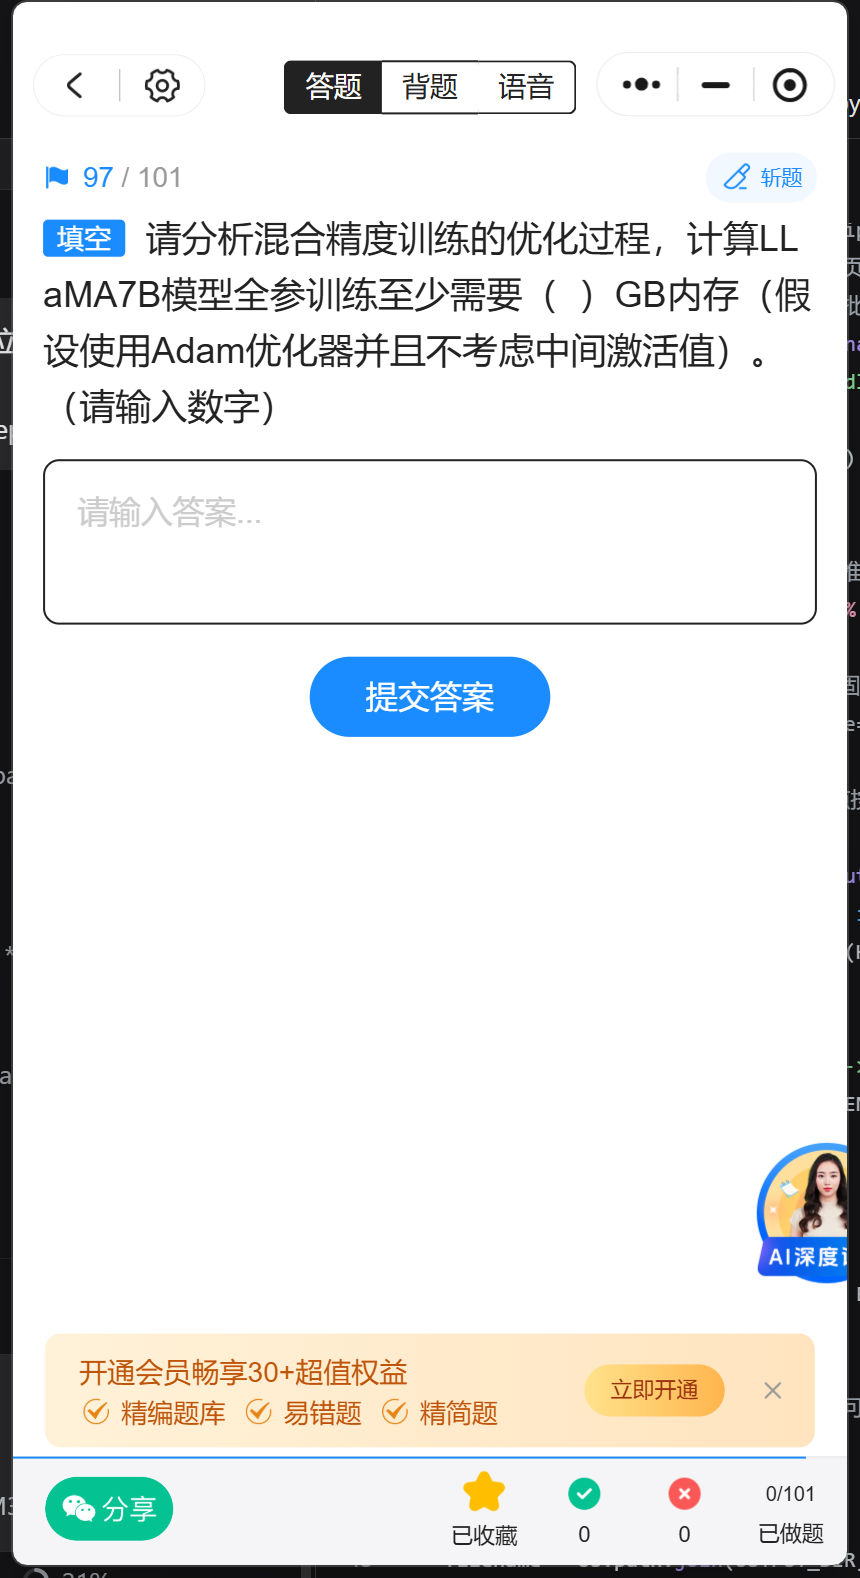 答题
背题
语音
97 / 101
斩题
填空 请分析混合精度训练的优化过程，计算LL
aMA7B模型全参训练至少需要（ ）GB内存（假
设使用Adam优化器并且不考虑中间激活值）。
（请输入数字）
请输入答案...
提交答案
AI深度
开通会员畅享30+超值权益
精编题库 易错题 精简题
立即开通
分享
已收藏
0
0
0/101
已做题